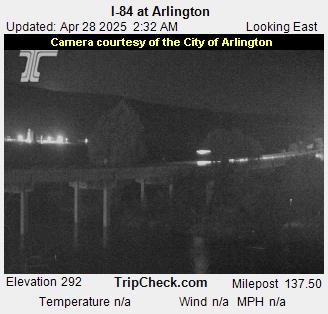 I-84 at Arlington
Updated: Apr 28 2025 2:32 AM Looking East
Camera courtesy of the City of Arlington
Elevation 292 TripCheck.com Milepost 137.50
Temperature n/a Wind n/a MPH n/a